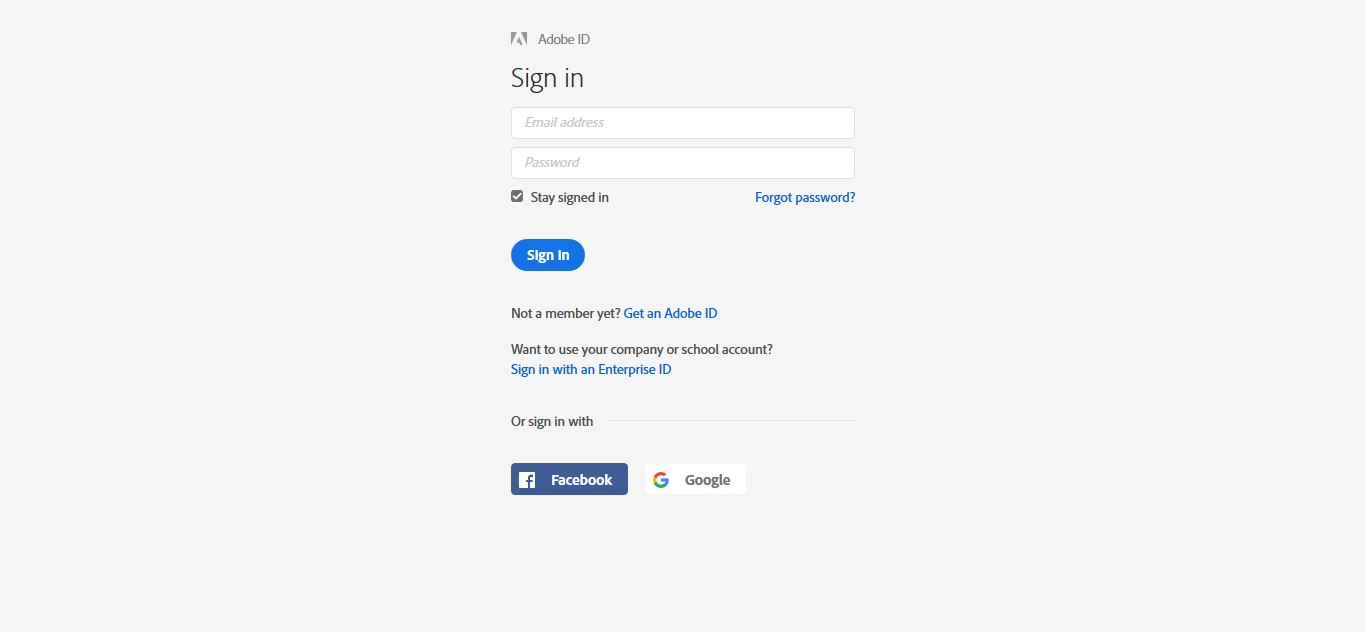 Adobe ID
Sign in
Email address
Password
Stay signed in
Forgot password?
Sign in
Not a member yet? Get an Adobe ID
Want to use your company or school account?
Sign in with an Enterprise ID
Or sign in with
Facebook
Google